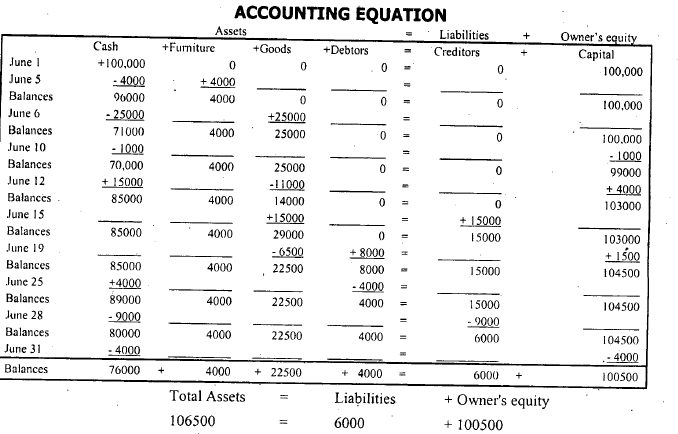 ACCOUNTING EQUATION
Assets = Liabilities + Owner's equity
Cash +Furniture +Goods +Debtors = Creditors + Capital
June 1 +100,000 0 0 0 = 0 100,000
June 5 - 4000 + 4000 =
Balances 96000 4000 0 0 = 0 100,000
June 6 - 25000 +25000 =
Balances 71000 4000 25000 0 = 0 100,000
June 10 - 1000 = - 1000
Balances 70,000 4000 25000 0 = 0 99000
June 12 + 15000 -11000 = + 4000
Balances 85000 4000 14000 0 = 0 103000
June 15 +15000 = + 15000
Balances 85000 4000 29000 0 = 15000 103000
June 19 - 6500 + 8000 = + 1500
Balances 85000 4000 22500 8000 = 15000 104500
June 25 +4000 - 4000 =
Balances 89000 4000 22500 4000 = 15000 104500
June 28 - 9000 = - 9000
Balances 80000 4000 22500 4000 = 6000 104500
June 31 - 4000 = - 4000
Balances 76000 + 4000 + 22500 + 4000 = 6000 + 100500
Total Assets = Liabilities + Owner's equity
106500 = 6000 + 100500